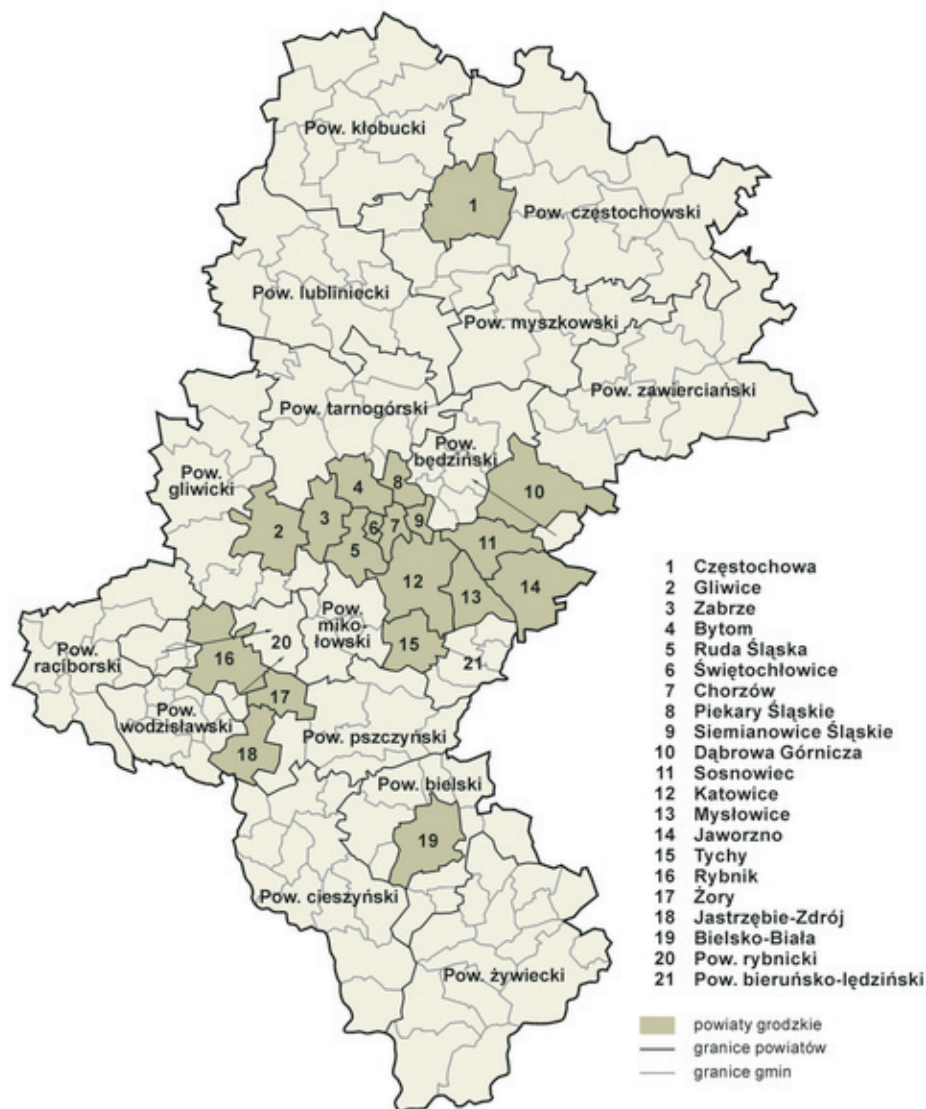 Pow. kłobucki
1
Pow. częstochowski
Pow. lubliniecki
Pow. myszkowski
Pow. zawierciański
Pow. tarnogórski
Pow.
będziński
Pow.
gliwicki
2
3
4
5
6
7
8
9
10
11
12
13
14
15
Pow.
miko-
łowski
Pow.
raciborski
16
20
21
17
Pow.
wodzisławski
18
Pow. pszczyński
Pow. bielski
19
Pow. cieszyński
Pow. żywiecki
1 Częstochowa
2 Gliwice
3 Zabrze
4 Bytom
5 Ruda Śląska
6 Świętochłowice
7 Chorzów
8 Piekary Śląskie
9 Siemianowice Śląskie
10 Dąbrowa Górnicza
11 Sosnowiec
12 Katowice
13 Mysłowice
14 Jaworzno
15 Tychy
16 Rybnik
17 Żory
18 Jastrzębie-Zdrój
19 Bielsko-Biała
20 Pow. rybnicki
21 Pow. bieruńsko-lędziński
powiaty grodzkie
granice powiatów
granice gmin